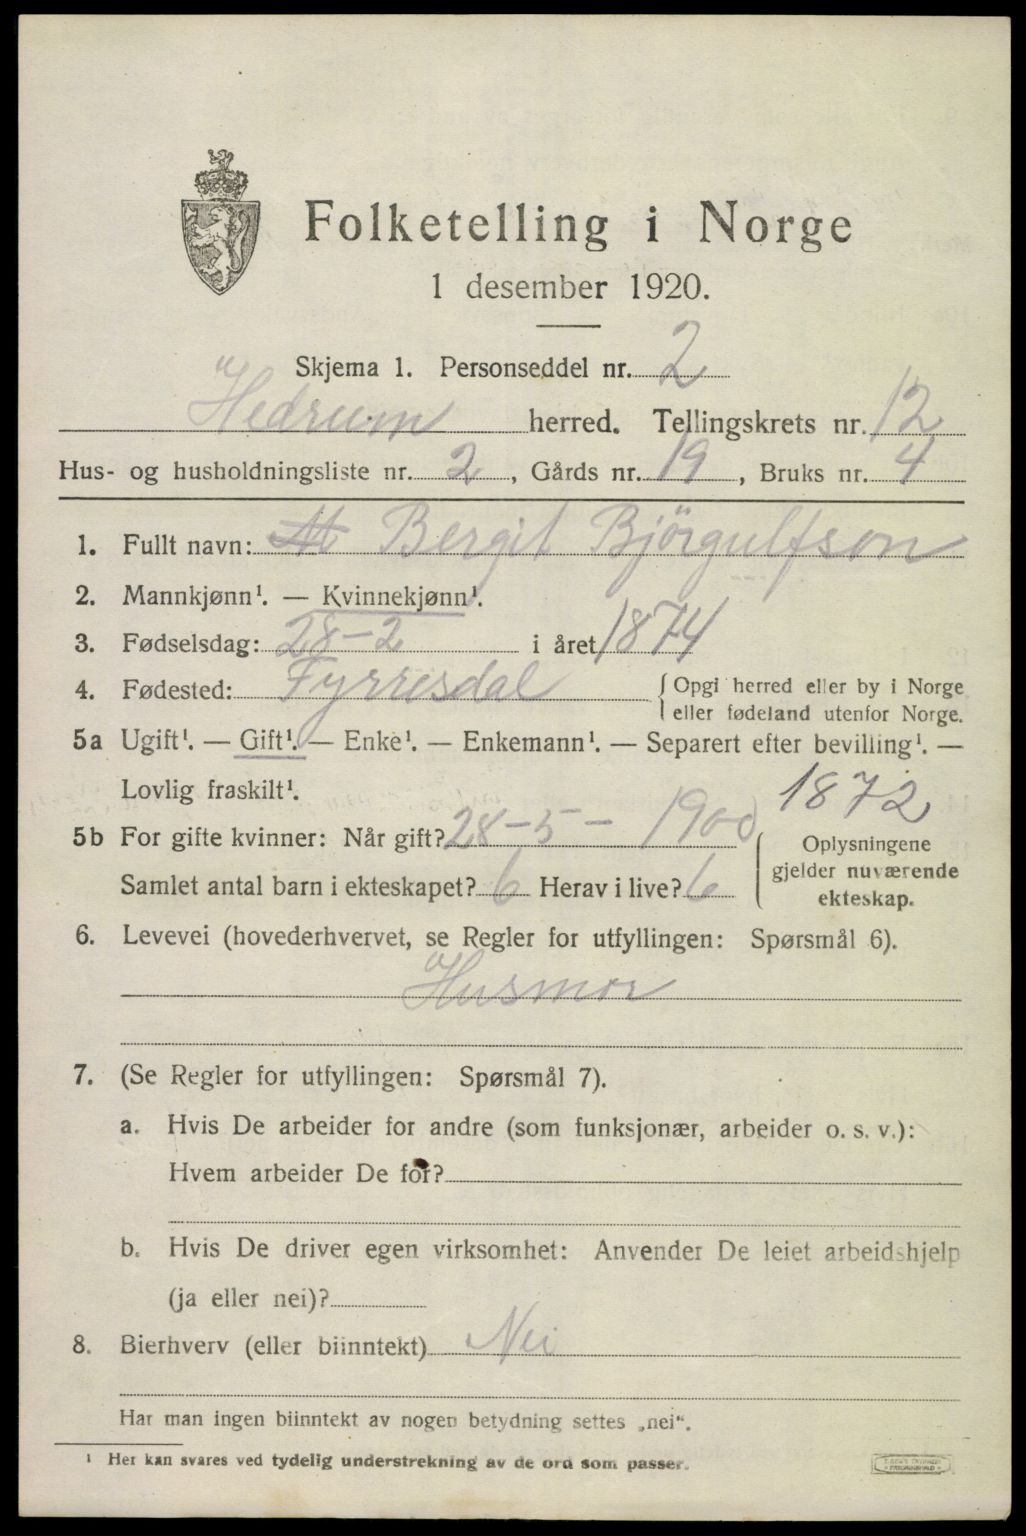 Folketelling i Norge
1 desember 1920.
Skjema 1. Personseddel nr. 2
Hedrum herred. Tellingskrets nr. 12
Hus- og husholdningsliste nr. 2, Gårds nr. 19, Bruks nr. 4
1. Fullt navn: Bergit Bjørgulfson
2. Mannkjønn¹. — Kvinnekjønn¹.
3. Fødselsdag: 28-2 i året 1874
4. Fødested: Fyrresdal { Opgi herred eller by i Norge
eller fødeland utenfor Norge.
5a Ugift¹. — Gift¹. — Enke¹. — Enkemann¹. — Separert efter bevilling¹. —
Lovlig fraskilt¹.
1872
5b For gifte kvinner: Når gift? 28-5-1900
Samlet antal barn i ekteskapet? 6 Herav i live? 6
{ Oplysningene
gjelder nuværende
ekteskap.
6. Levevei (hovederhvervet, se Regler for utfyllingen: Spørsmål 6).
Husmor
7. (Se Regler for utfyllingen: Spørsmål 7).
a. Hvis De arbeider for andre (som funksjonær, arbeider o. s. v.):
Hvem arbeider De for?
b. Hvis De driver egen virksomhet: Anvender De leiet arbeidshjelp
(ja eller nei)?
8. Bierhverv (eller biinntekt) Nei
Har man ingen biinntekt av nogen betydning settes „nei“.
¹ Her kan svares ved tydelig understrekning av de ord som passer.